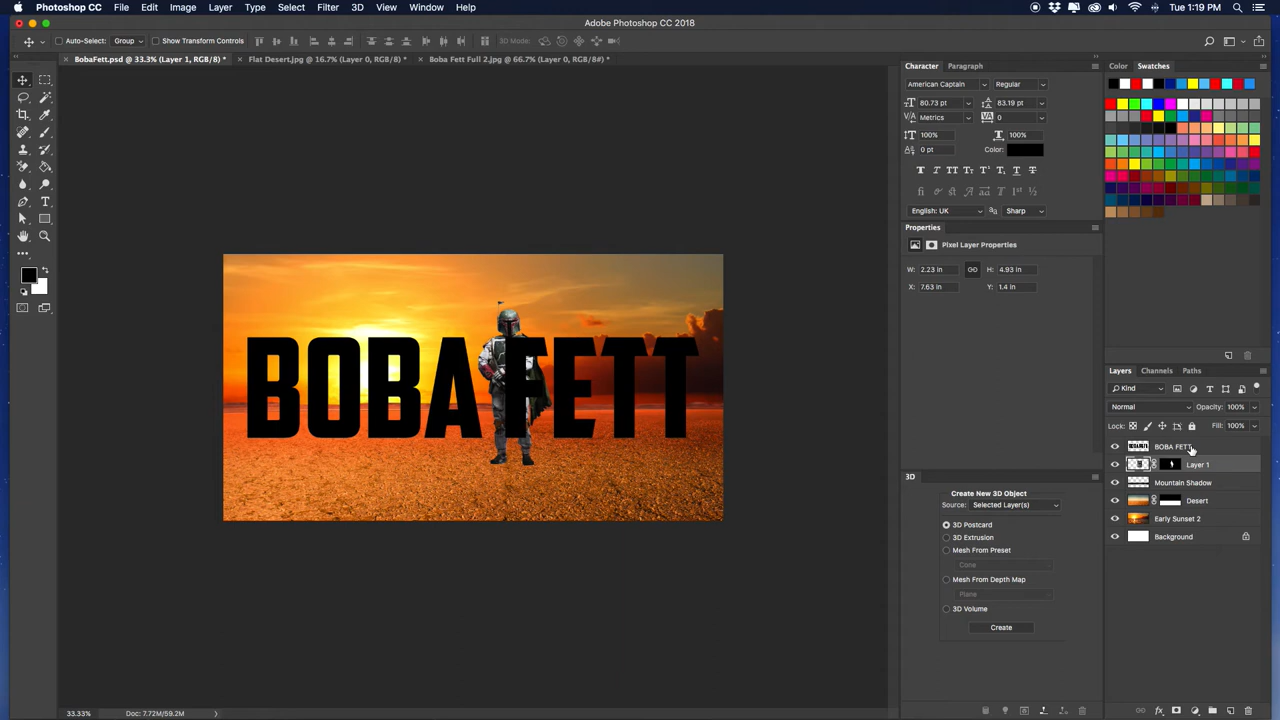 Photoshop CC File Edit Image Layer Type Select Filter 3D View Window Help
Tue 1:19 PM
Adobe Photoshop CC 2018
Auto-Select: Group Show Transform Controls 3D Mode:
BobaFett.psd @ 33.3% (Layer 1, RGB/8) *
Flat Desert.jpg @ 16.7% (Layer 0, RGB/8) *
Boba Fett Full 2.jpg @ 66.7% (Layer 0, RGB/8#) *
Character Paragraph
American Captain Regular
80.73 pt 83.19 pt
Metrics 0
100% 100%
0 pt Color:
English: UK Sharp
Properties
Pixel Layer Properties
W: 2.23 in H: 4.93 in
X: 7.63 in Y: 1.4 in
3D
Create New 3D Object
Source: Selected Layer(s)
3D Postcard
3D Extrusion
Mesh From Preset
Cone
Mesh From Depth Map
Plane
3D Volume
Create
Color Swatches
Layers Channels Paths
Kind
Normal Opacity: 100%
Lock: Fill: 100%
BOBA FETT
Layer 1
Mountain Shadow
Desert
Early Sunset 2
Background
BOBA FETT
33.33% Doc: 7.72M/59.2M